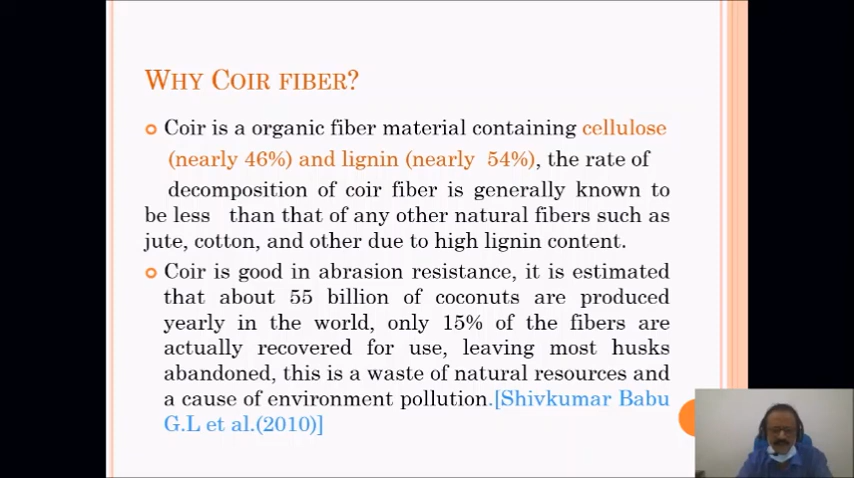 WHY COIR FIBER?
Coir is a organic fiber material containing cellulose
(nearly 46%) and lignin (nearly 54%), the rate of
decomposition of coir fiber is generally known to
be less than that of any other natural fibers such as
jute, cotton, and other due to high lignin content.
Coir is good in abrasion resistance, it is estimated
that about 55 billion of coconuts are produced
yearly in the world, only 15% of the fibers are
actually recovered for use, leaving most husks
abandoned, this is a waste of natural resources and
a cause of environment pollution.[Shivkumar Babu
G.L et al.(2010)]